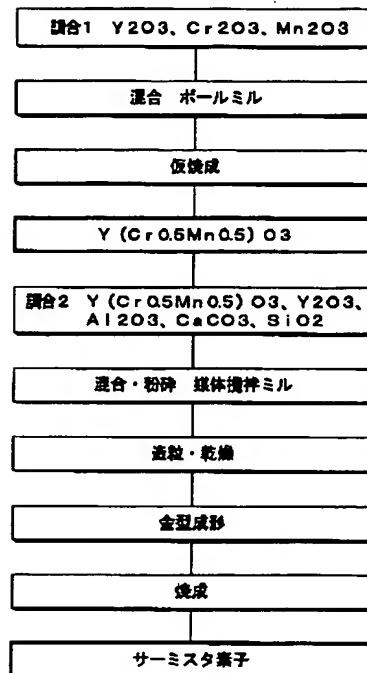 調合1 Y2O3、Cr2O3、Mn2O3
混合 ボールミル
仮焼成
Y(Cr0.5Mn0.5)O3
調合2 Y(Cr0.5Mn0.5)O3、Y2O3、
Al2O3、CaCO3、SiO2
混合・粉砕 媒体攪拌ミル
造粒・乾燥
金型成形
焼成
サーミスタ素子